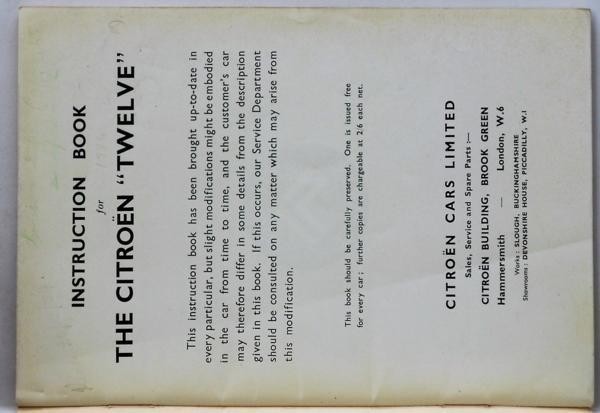 INSTRUCTION BOOK
for
THE CITROËN "TWELVE"
This instruction book has been brought up-to-date in
every particular, but slight modifications might be embodied
in the car from time to time, and the customer's car
may therefore differ in some details from the description
given in this book. If this occurs, our Service Department
should be consulted on any matter which may arise from
this modification.
This book should be carefully preserved. One is issued free
for every car; further copies are chargeable at 2/6 each net.
CITROËN CARS LIMITED
Sales, Service and Spare Parts :—
CITROËN BUILDING, BROOK GREEN
Hammersmith — London, W.6
Works : SLOUGH, BUCKINGHAMSHIRE
Showrooms : DEVONSHIRE HOUSE, PICCADILLY, W.1